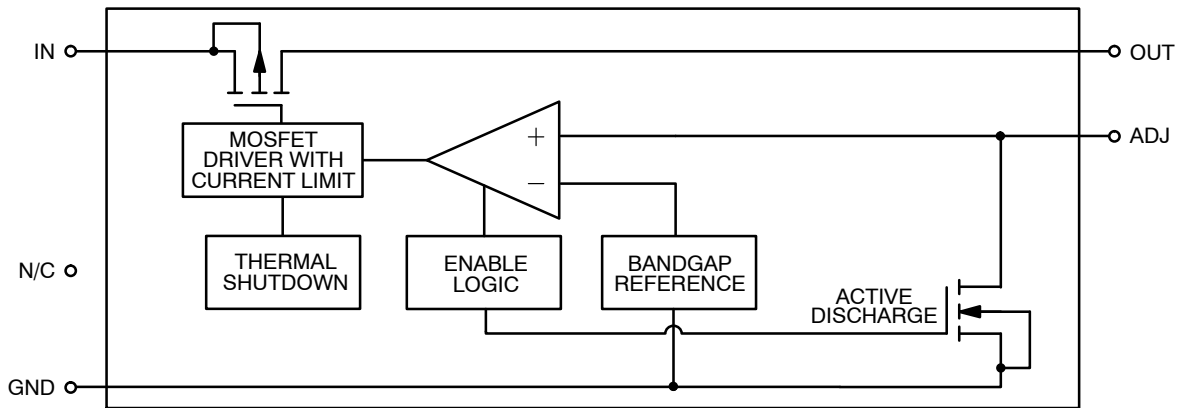 IN
OUT
MOSFET
DRIVER WITH
CURRENT LIMIT
+
−
ADJ
THERMAL
SHUTDOWN
ENABLE
LOGIC
BANDGAP
REFERENCE
N/C
ACTIVE
DISCHARGE
GND